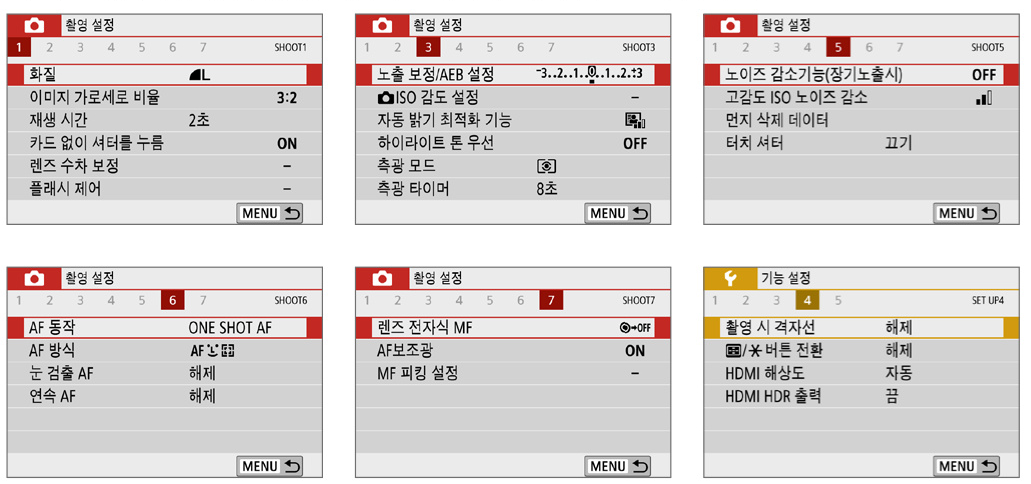 촬영 설정
1 2 3 4 5 6 7 SHOOT1
화질 L
이미지 가로세로 비율 3:2
재생 시간 2초
카드 없이 셔터를 누름 ON
렌즈 수차 보정 –
플래시 제어 –
MENU
촬영 설정
1 2 3 4 5 6 7 SHOOT3
노출 보정/AEB 설정 -3..2..1..0..1..2.:+3
ISO 감도 설정 –
자동 밝기 최적화 기능
하이라이트 톤 우선 OFF
측광 모드
측광 타이머 8초
MENU
촬영 설정
1 2 3 4 5 6 7 SHOOT5
노이즈 감소기능(장기노출시) OFF
고감도 ISO 노이즈 감소
먼지 삭제 데이터
터치 셔터 끄기
MENU
촬영 설정
1 2 3 4 5 6 7 SHOOT6
AF 동작 ONE SHOT AF
AF 방식 AF
눈 검출 AF 해제
연속 AF 해제
MENU
촬영 설정
1 2 3 4 5 6 7 SHOOT7
렌즈 전자식 MF OFF
AF보조광 ON
MF 피킹 설정 –
MENU
기능 설정
1 2 3 4 5 SET UP4
촬영 시 격자선 해제
/ 버튼 전환 해제
HDMI 해상도 자동
HDMI HDR 출력 끔
MENU